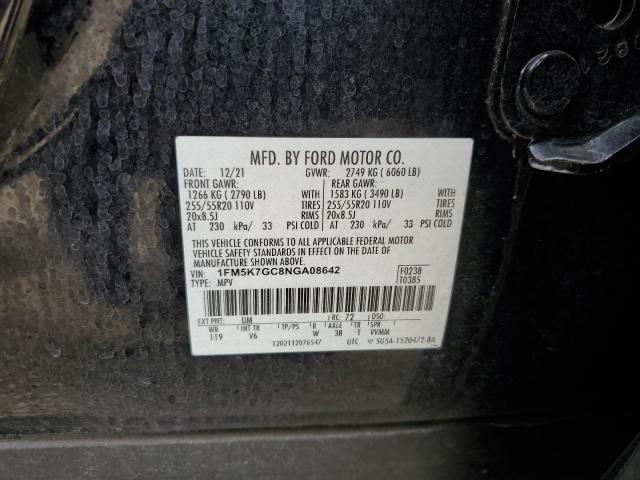 MFD. BY FORD MOTOR CO.
DATE: 12/21 GVWR: 2749 KG ( 6060 LB)
FRONT GAWR: REAR GAWR:
1266 KG ( 2790 LB) WITH 1583 KG ( 3490 LB) WITH
255/55R20 110V TIRES 255/55R20 110V TIRES
20x8.5J RIMS 20x8.5J RIMS
AT 230 kPa/ 33 PSI COLD AT 230 kPa/ 33 PSI COLD
THIS VEHICLE CONFORMS TO ALL APPLICABLE FEDERAL MOTOR
VEHICLE SAFETY STANDARDS IN EFFECT ON THE DATE OF
MANUFACTURE SHOWN ABOVE.
VIN: 1FM5K7GC8NGA08642 F0238
TYPE: MPV T0385
EXT PNT: UM RC: 72 DSO:
WB INT TR TP/PS R AXLE TR SPR
119 V6 W 3B T VVMM
1202112076547 UTC